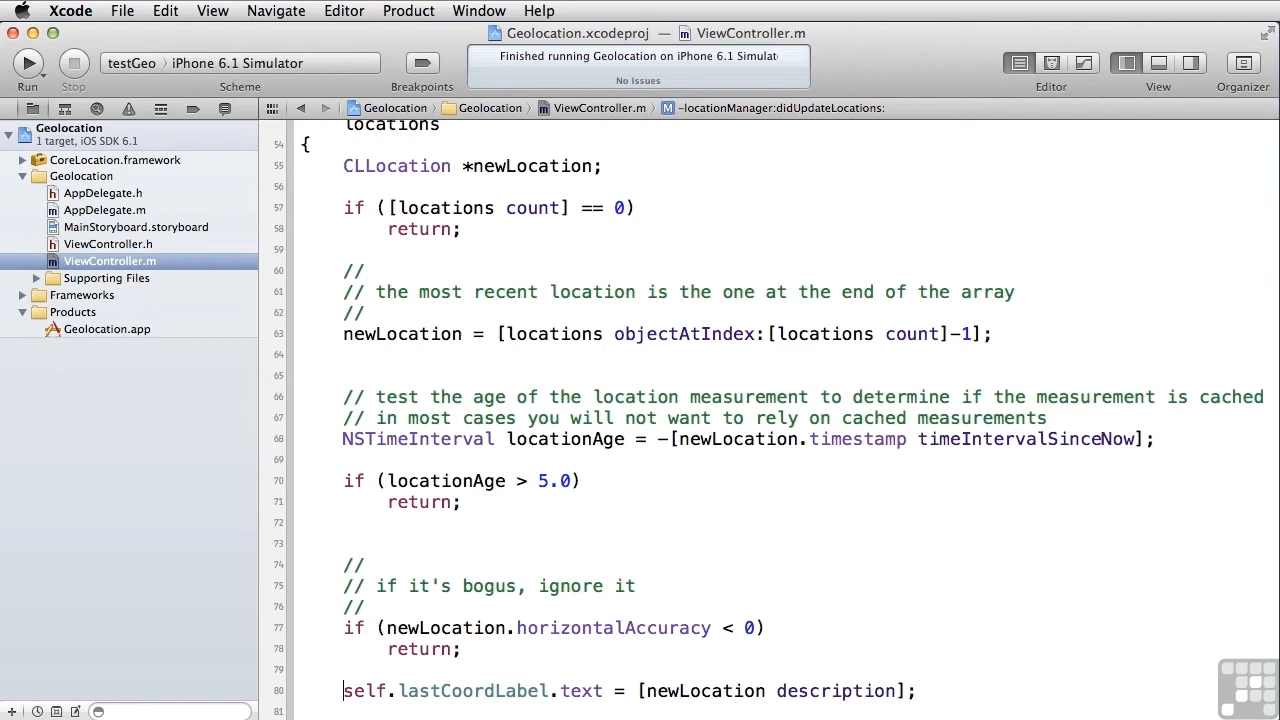 Xcode File Edit View Navigate Editor Product Window Help
Geolocation.xcodeproj — ViewController.m
testGeo iPhone 6.1 Simulator
Finished running Geolocation on iPhone 6.1 Simulat
No Issues
Run Stop Scheme Breakpoints Editor View Organizer
Geolocation Geolocation ViewController.m M -locationManager:didUpdateLocations:
Geolocation
1 target, iOS SDK 6.1
CoreLocation.framework
Geolocation
h AppDelegate.h
m AppDelegate.m
MainStoryboard.storyboard
h ViewController.h
m ViewController.m
Supporting Files
Frameworks
Products
Geolocation.app
locations
54 {
55 CLLocation *newLocation;
56
57 if ([locations count] == 0)
58 return;
59
60 //
61 // the most recent location is the one at the end of the array
62 //
63 newLocation = [locations objectAtIndex:[locations count]-1];
64
65
66 // test the age of the location measurement to determine if the measurement is cached
67 // in most cases you will not want to rely on cached measurements
68 NSTimeInterval locationAge = -[newLocation.timestamp timeIntervalSinceNow];
69
70 if (locationAge > 5.0)
71 return;
72
73
74 //
75 // if it's bogus, ignore it
76 //
77 if (newLocation.horizontalAccuracy < 0)
78 return;
79
80 self.lastCoordLabel.text = [newLocation description];
81